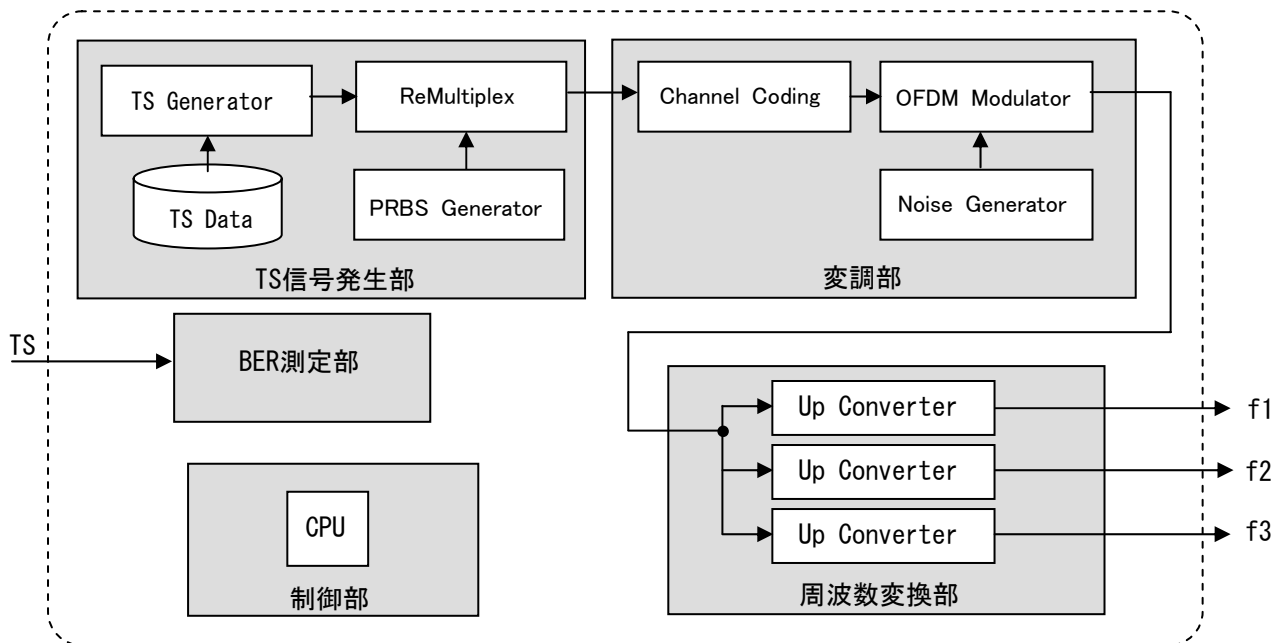 TS Generator
ReMultiplex
Channel Coding
OFDM Modulator
TS Data
PRBS Generator
Noise Generator
TS信号発生部
変調部
TS
BER測定部
Up Converter
f1
Up Converter
f2
Up Converter
f3
CPU
制御部
周波数変換部